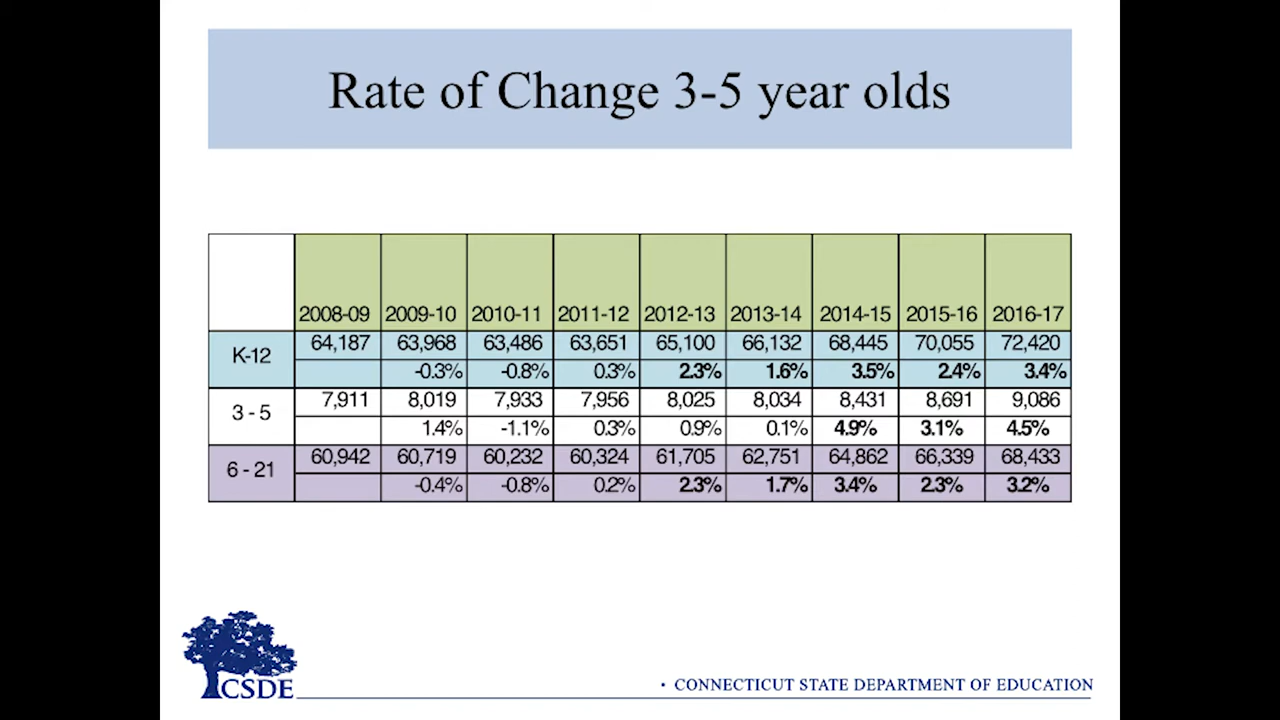 Rate of Change 3-5 year olds
2008-09 2009-10 2010-11 2011-12 2012-13 2013-14 2014-15 2015-16 2016-17
K-12 64,187 63,968 63,486 63,651 65,100 66,132 68,445 70,055 72,420
-0.3% -0.8% 0.3% 2.3% 1.6% 3.5% 2.4% 3.4%
3 - 5 7,911 8,019 7,933 7,956 8,025 8,034 8,431 8,691 9,086
1.4% -1.1% 0.3% 0.9% 0.1% 4.9% 3.1% 4.5%
6 - 21 60,942 60,719 60,232 60,324 61,705 62,751 64,862 66,339 68,433
-0.4% -0.8% 0.2% 2.3% 1.7% 3.4% 2.3% 3.2%
CSDE
• CONNECTICUT STATE DEPARTMENT OF EDUCATION